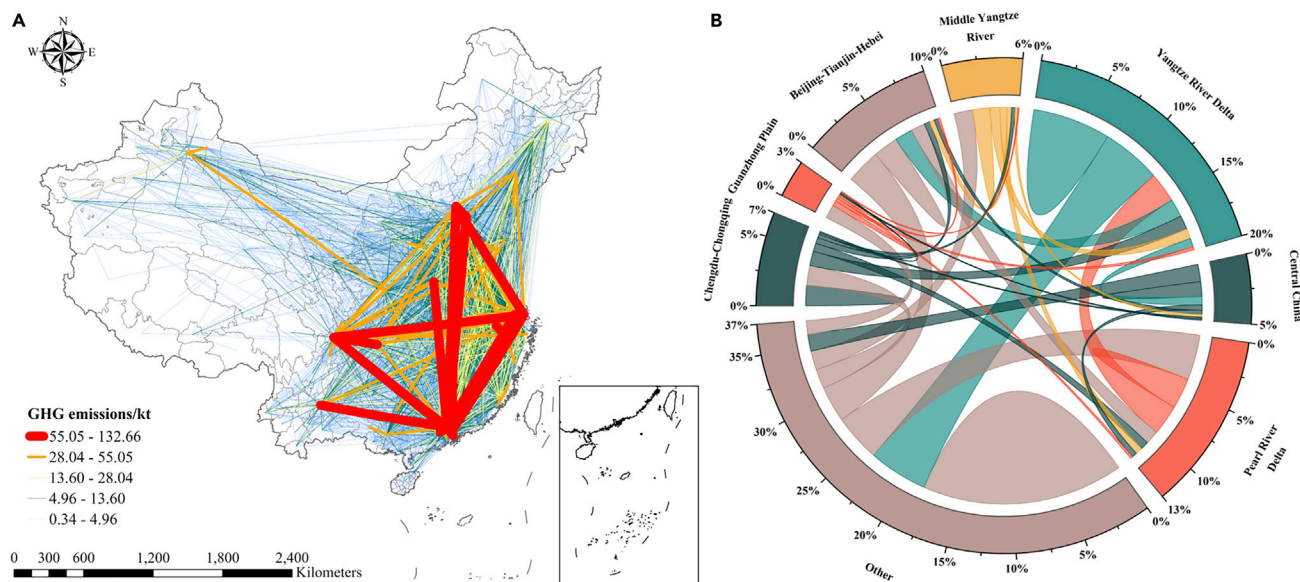 A
N
W
E
S
GHG emissions/kt
55.05 - 132.66
28.04 - 55.05
13.60 - 28.04
4.96 - 13.60
0.34 - 4.96
0 300 600 1,200 1,800 2,400
Kilometers
B
Middle Yangtze
River
0%
6%
Yangtze River Delta
0%
5%
10%
15%
20%
Central China
0%
5%
Pearl River
Delta
0%
5%
10%
13%
Other
0%
5%
10%
15%
20%
25%
30%
35%
37%
Chengdu-Chongqing
0%
5%
7%
Guanzhong Plain
0%
3%
Beijing-Tianjin-Hebei
0%
5%
10%